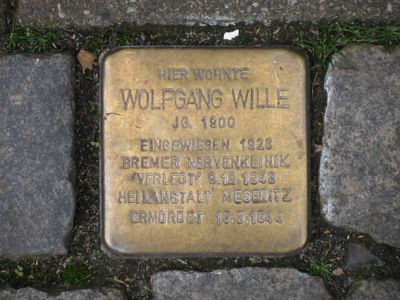 HIER WOHNTE
WOLFGANG WILLE
JG. 1900
EINGEWIESEN 1926
BREMER NERVENKLINIK
'VERLEGT' 9.12.1943
HEILANSTALT MESERITZ
ERMORDET 13.3.1944